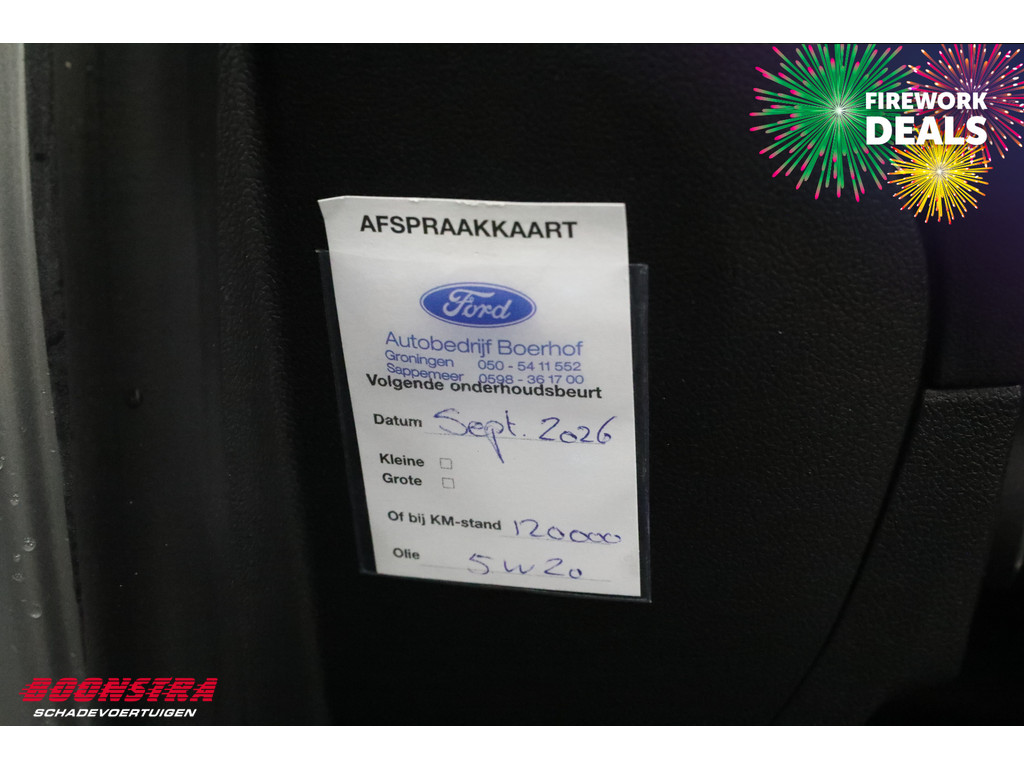 FIREWORK
DEALS
AFSPRAAKKAART
Ford
Autobedrijf Boerhof
Groningen 050 - 54 11 552
Sappemeer 0598 - 36 17 00
Volgende onderhoudsbeurt
Datum Sept. 2026
Kleine
Grote
Of bij KM-stand 120000
Olie 5w20
BOONSTRA
SCHADEVOERTUIGEN